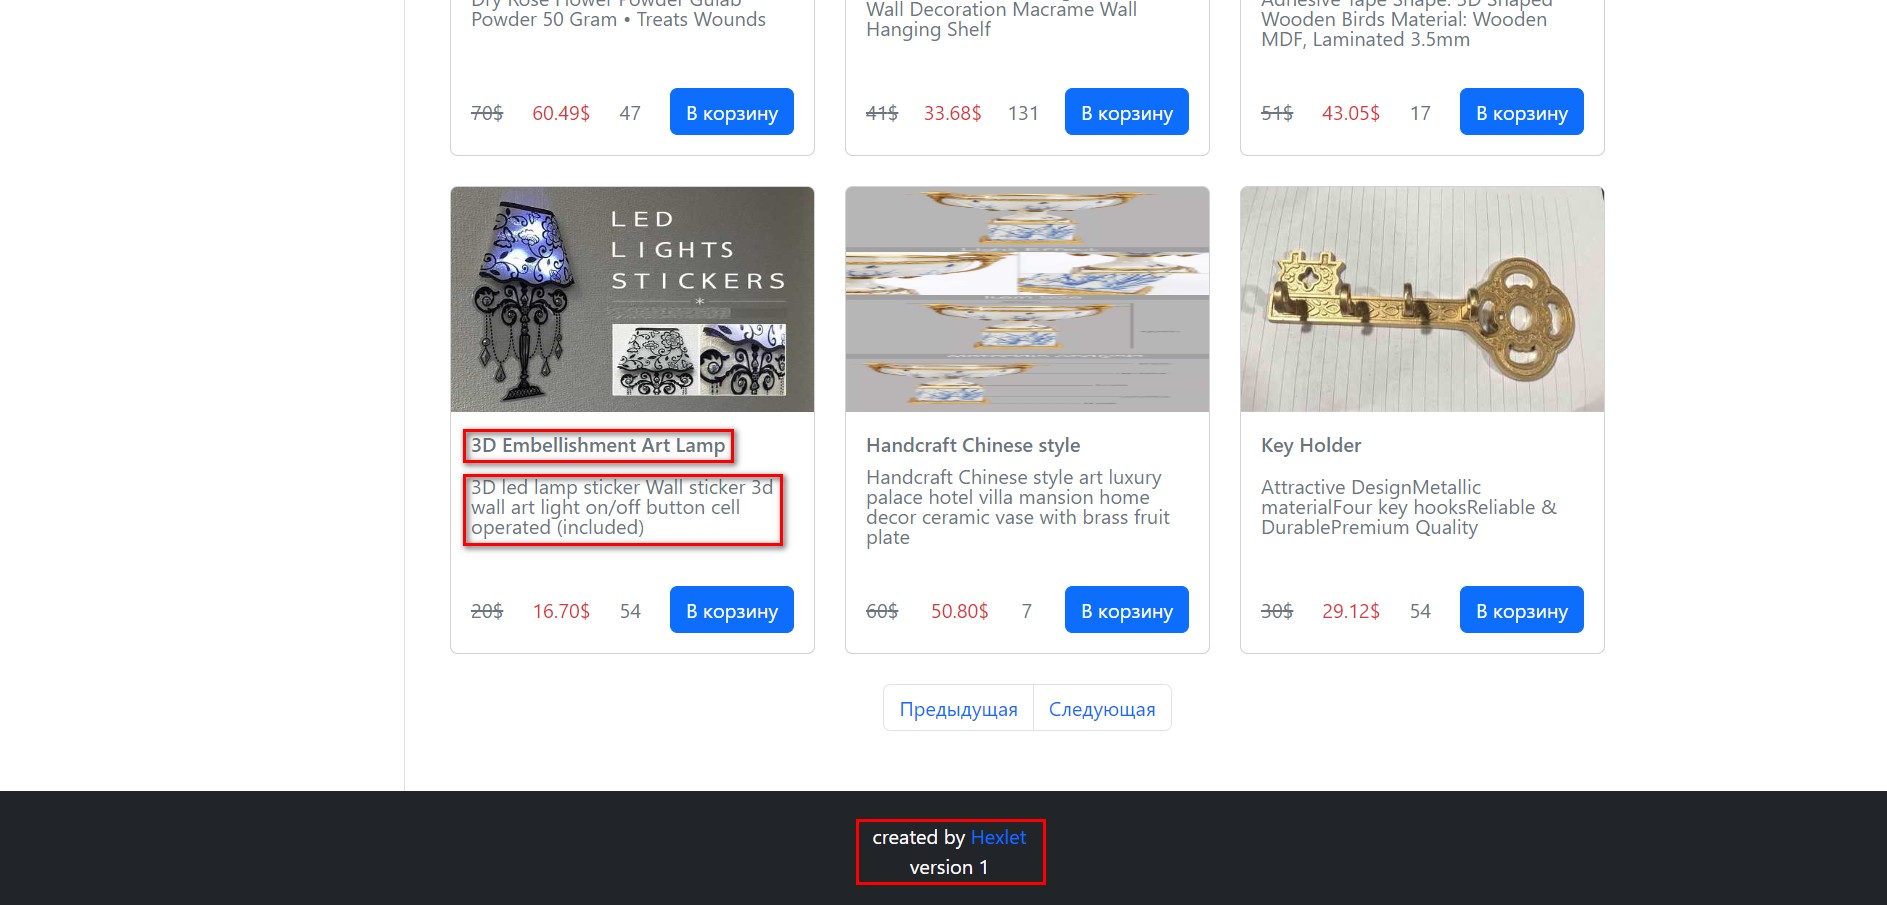 Dry Rose Flower Powder Gulab
Powder 50 Gram • Treats Wounds
70$ 60.49$ 47 В корзину
Wall Decoration Macrame Wall
Hanging Shelf
41$ 33.68$ 131 В корзину
Adhesive Tape Shape: 3D Shaped
Wooden Birds Material: Wooden
MDF, Laminated 3.5mm
51$ 43.05$ 17 В корзину
LED
LIGHTS
STICKERS
*
3D Embellishment Art Lamp
3D led lamp sticker Wall sticker 3d
wall art light on/off button cell
operated (included)
20$ 16.70$ 54 В корзину
Handcraft Chinese style
Handcraft Chinese style art luxury
palace hotel villa mansion home
decor ceramic vase with brass fruit
plate
60$ 50.80$ 7 В корзину
Key Holder
Attractive DesignMetallic
materialFour key hooksReliable &
DurablePremium Quality
30$ 29.12$ 54 В корзину
Предыдущая Следующая
created by Hexlet
version 1